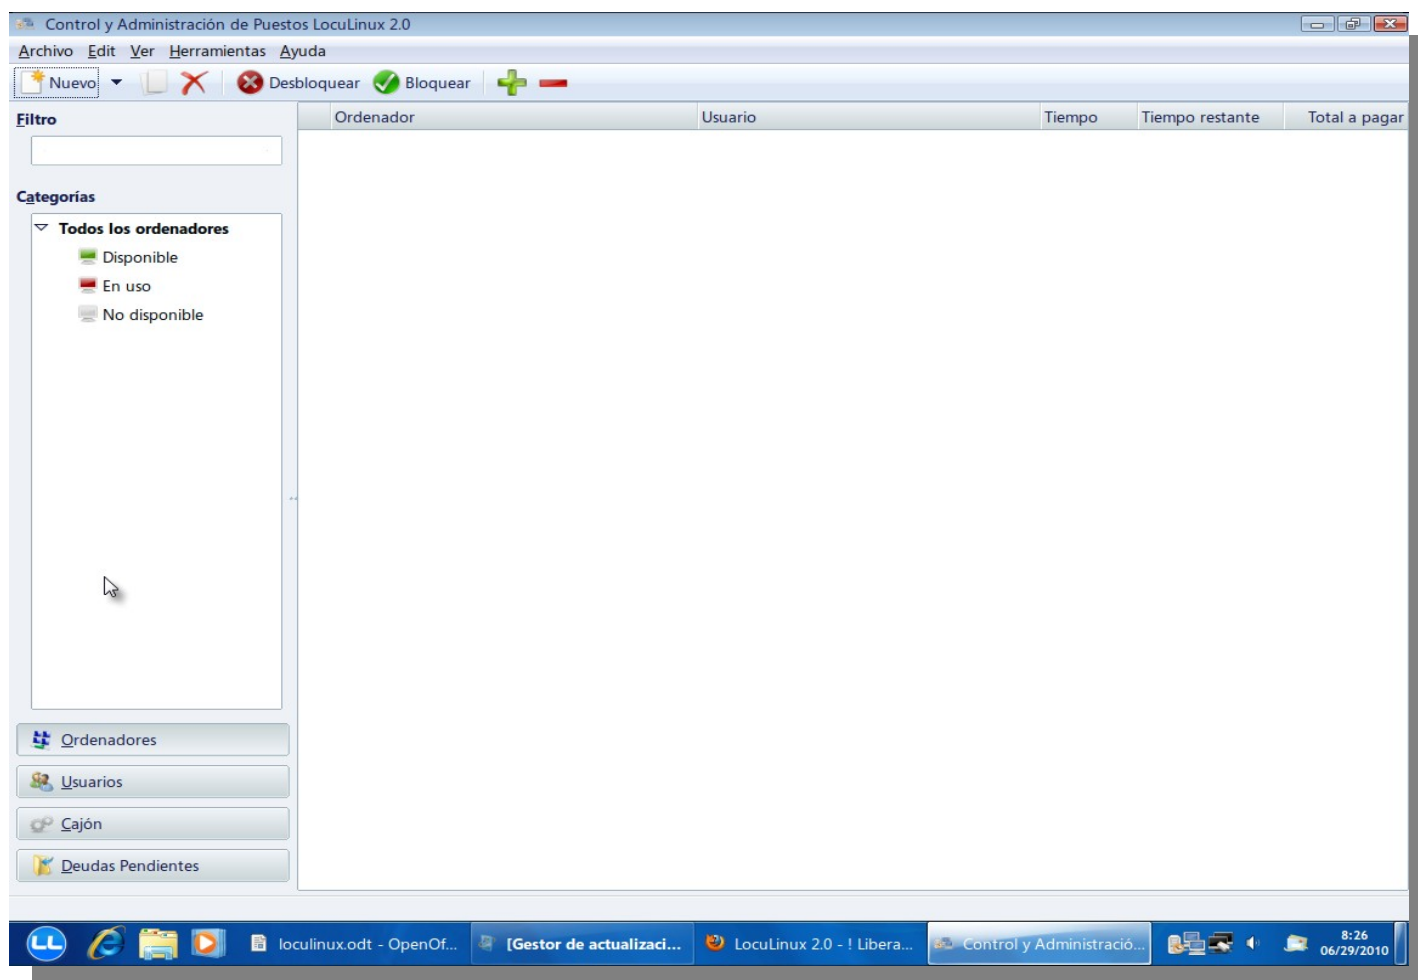 Control y Administración de Puestos LocuLinux 2.0
Archivo Edit Ver Herramientas Ayuda
Nuevo Desbloquear Bloquear
Filtro
Ordenador Usuario Tiempo Tiempo restante Total a pagar
Categorías
Todos los ordenadores
Disponible
En uso
No disponible
Ordenadores
Usuarios
Cajón
Deudas Pendientes
LL loculinux.odt - OpenOf... [Gestor de actualizaci... LocuLinux 2.0 - ! Libera... Control y Administració... 8:26
06/29/2010